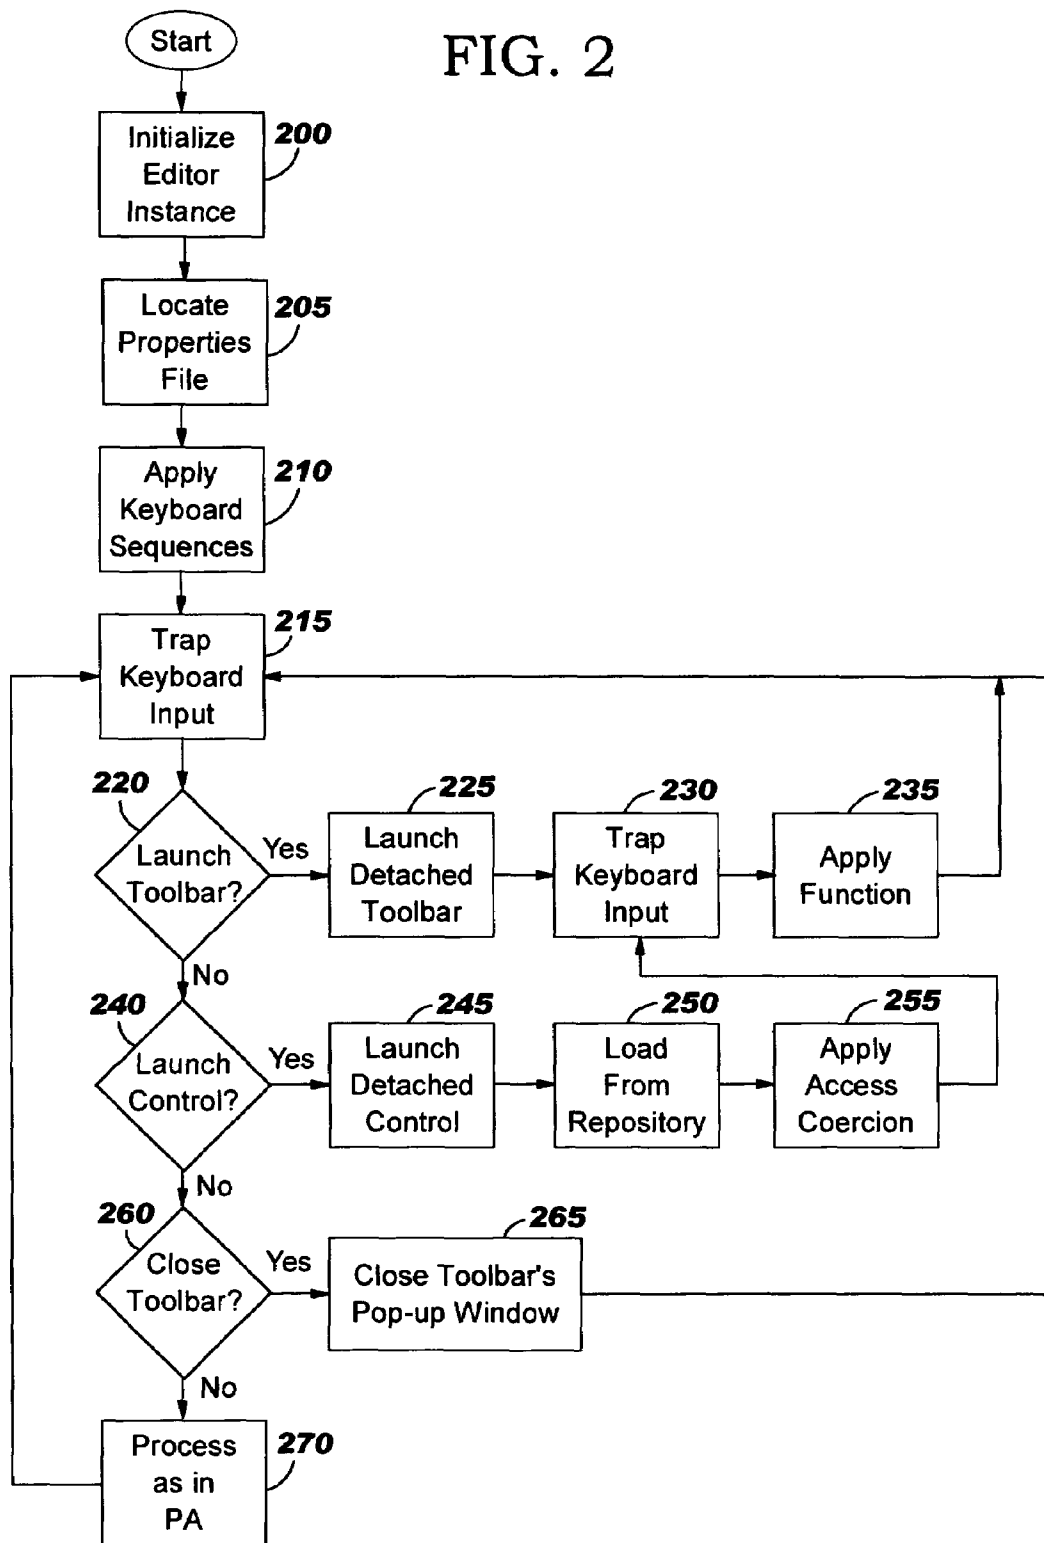 Start
FIG. 2
Initialize
Editor
Instance
200
Locate
Properties
File
205
Apply
Keyboard
Sequences
210
Trap
Keyboard
Input
215
220
Launch
Toolbar?
Yes
No
225
Launch
Detached
Toolbar
230
Trap
Keyboard
Input
235
Apply
Function
240
Launch
Control?
Yes
No
245
Launch
Detached
Control
250
Load
From
Repository
255
Apply
Access
Coercion
260
Close
Toolbar?
Yes
No
265
Close Toolbar's
Pop-up Window
Process
as in
PA
270